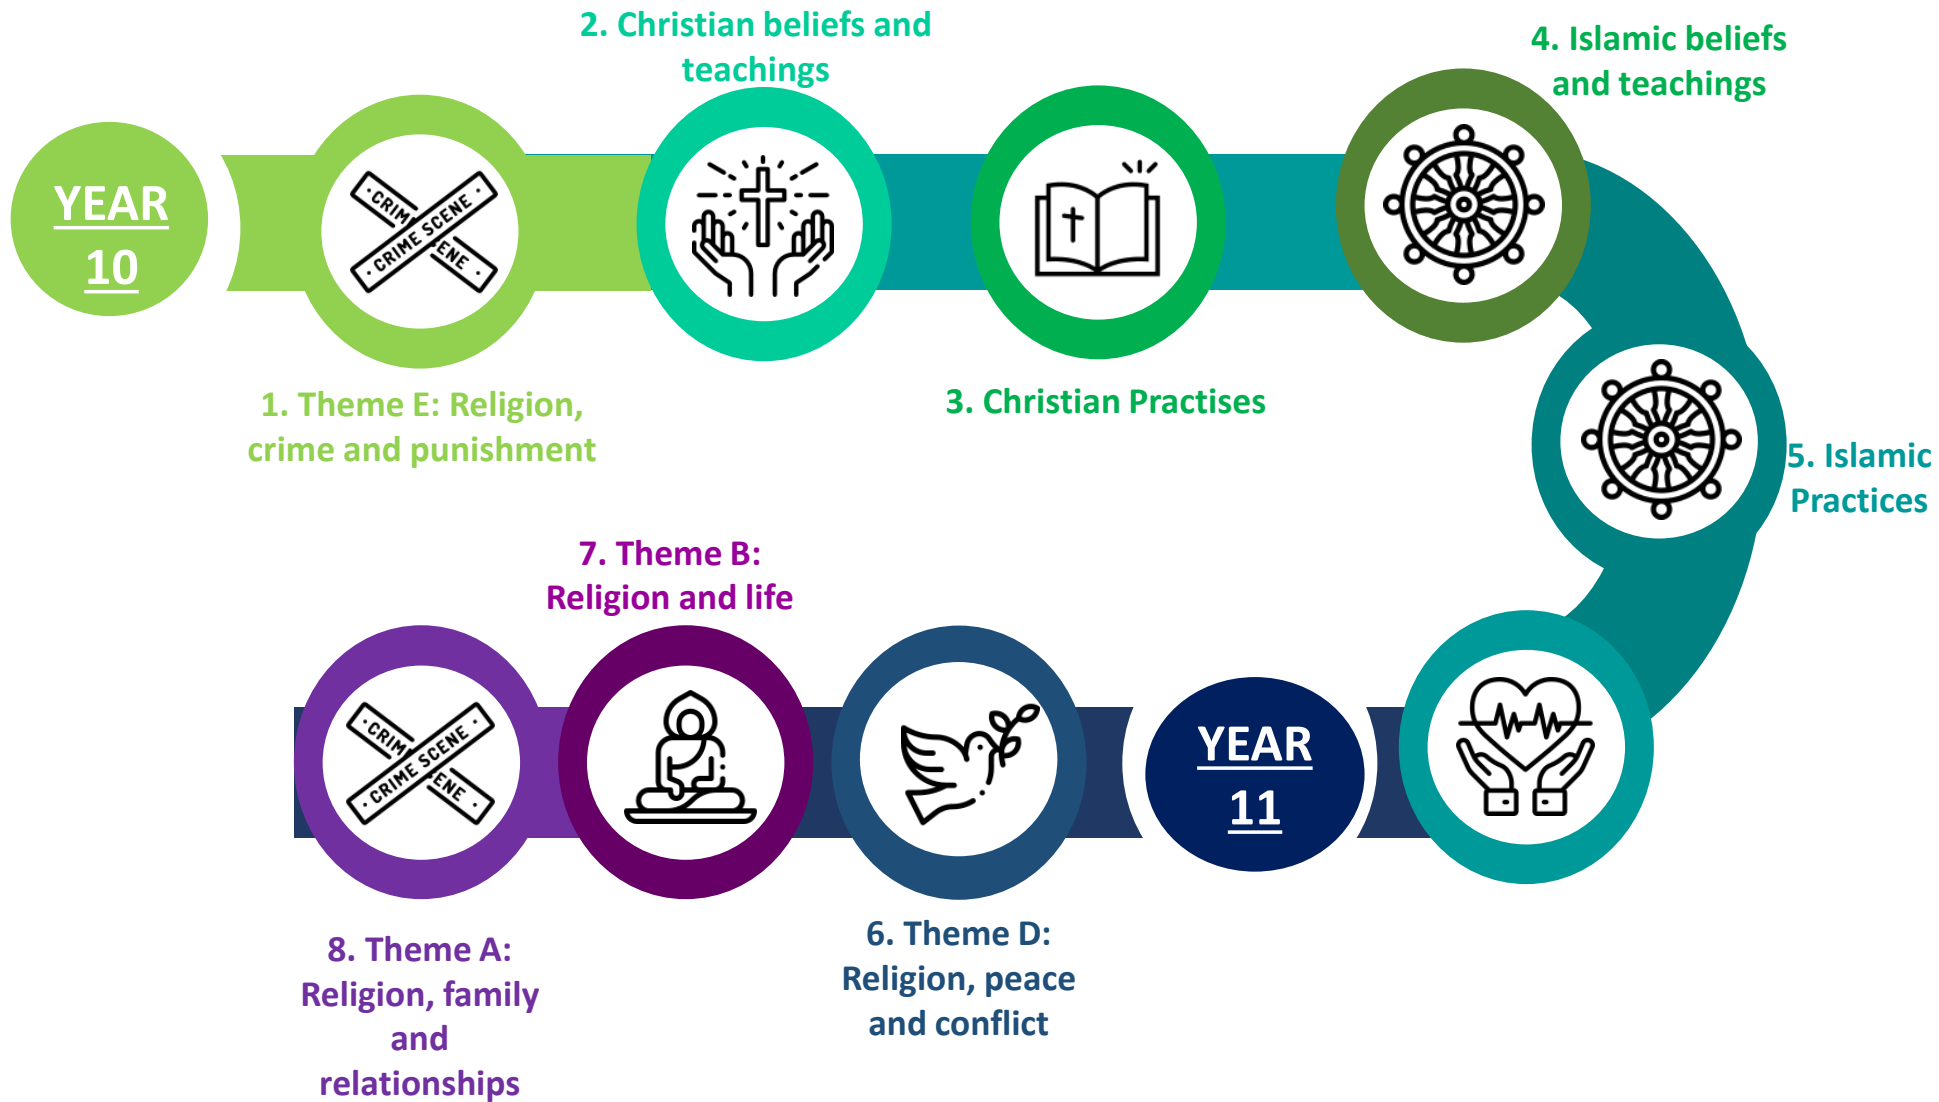 YEAR
10
1. Theme E: Religion,
crime and punishment
2. Christian beliefs and
teachings
3. Christian Practises
4. Islamic beliefs
and teachings
5. Islamic
Practices
YEAR
11
6. Theme D:
Religion, peace
and conflict
7. Theme B:
Religion and life
8. Theme A:
Religion, family
and
relationships
CRIM
CRIME SCENE
ENE
CRIM
CRIME SCENE
ENE